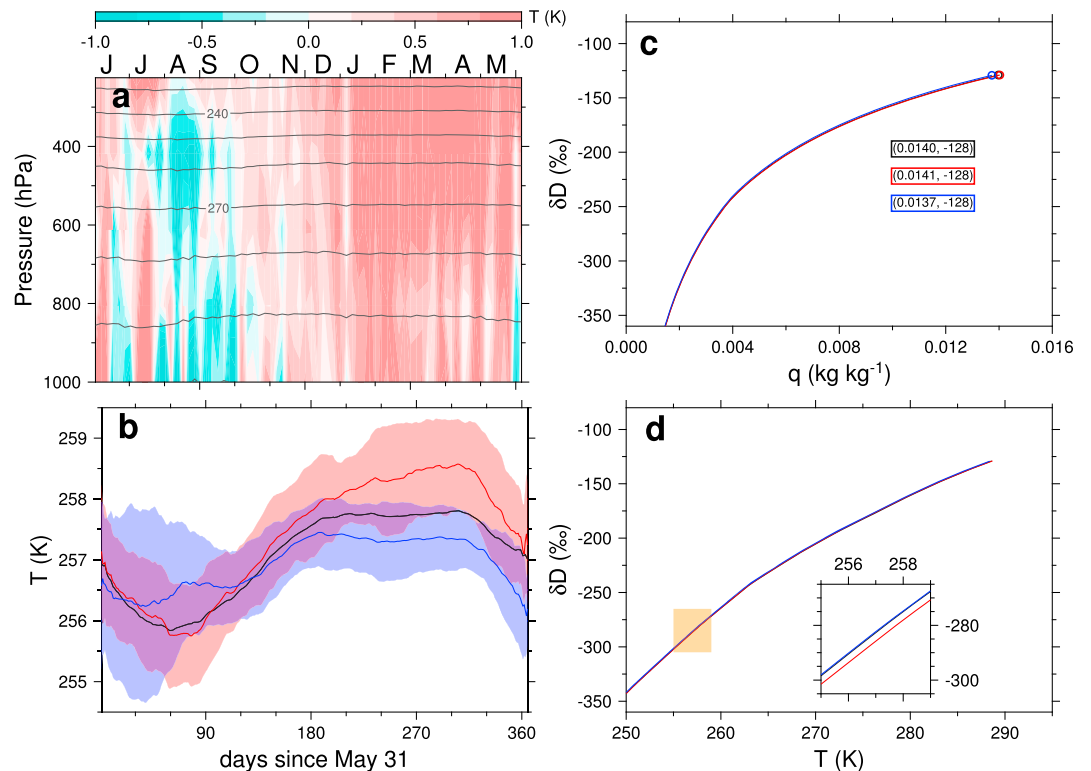 T (K)
-1.0 -0.5 0.0 0.5 1.0
J J A S O N D J F M A M
a
240
270
400
600
800
1000
Pressure (hPa)
b
259
258
257
256
255
T (K)
90 180 270 360
days since May 31
c
-100
-150
-200
-250
-300
-350
δD (‰)
(0.0140, -128)
(0.0141, -128)
(0.0137, -128)
0.000 0.004 0.008 0.012 0.016
q (kg kg⁻¹)
d
-100
-150
-200
-250
-300
-350
δD (‰)
256 258
-280
-300
250 260 270 280 290
T (K)